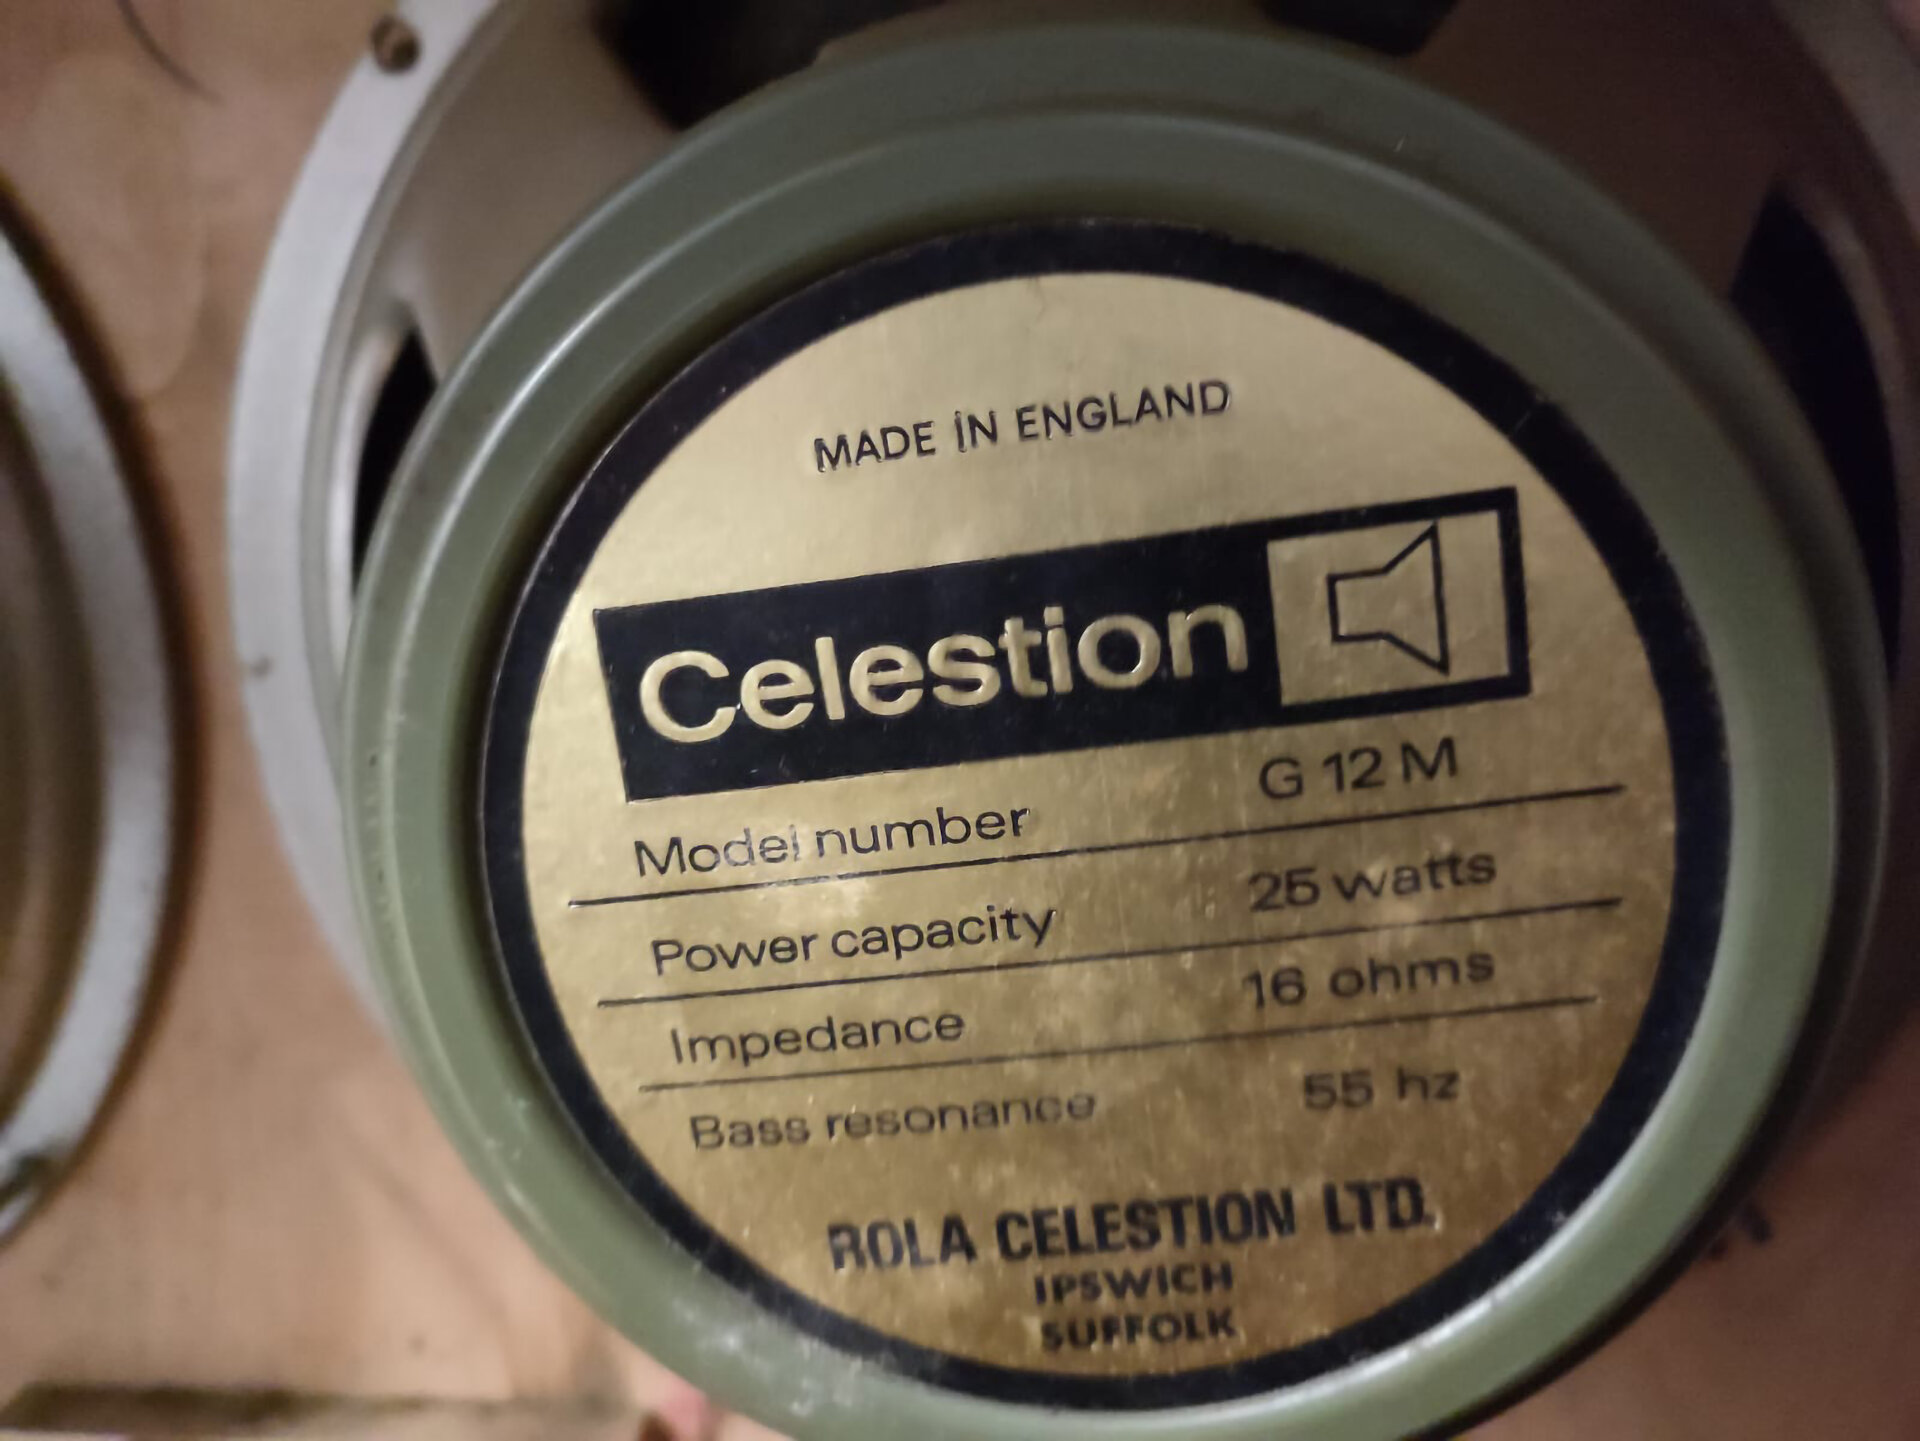 MADE IN ENGLAND
Celestion
Model number G 12 M
Power capacity 25 watts
Impedance 16 ohms
Bass resonance 55 hz
ROLA CELESTION LTD.
IPSWICH
SUFFOLK